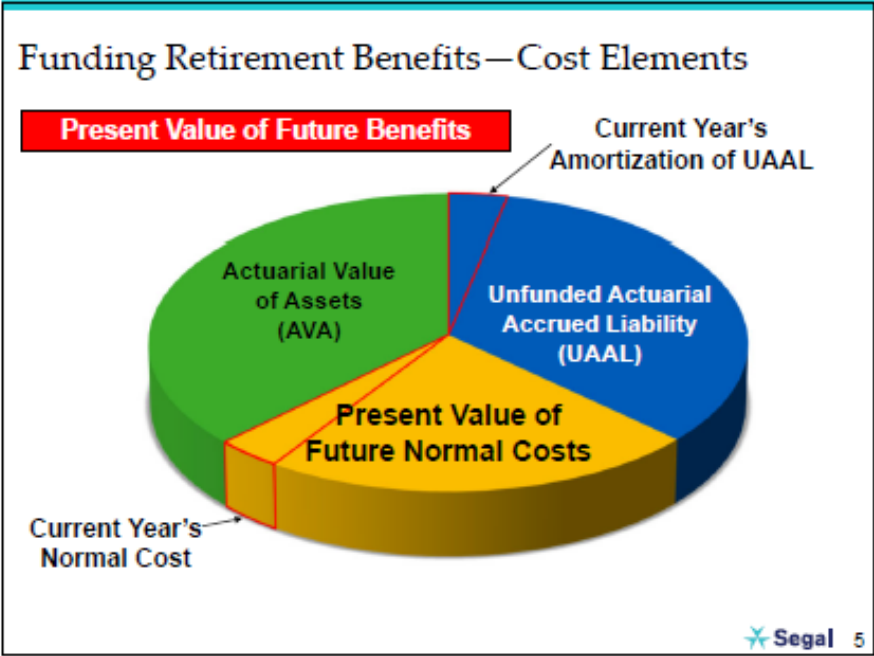 Funding Retirement Benefits—Cost Elements
Present Value of Future Benefits
Current Year's
Amortization of UAAL
Actuarial Value
of Assets
(AVA)
Unfunded Actuarial
Accrued Liability
(UAAL)
Present Value of
Future Normal Costs
Current Year's
Normal Cost
Segal 5